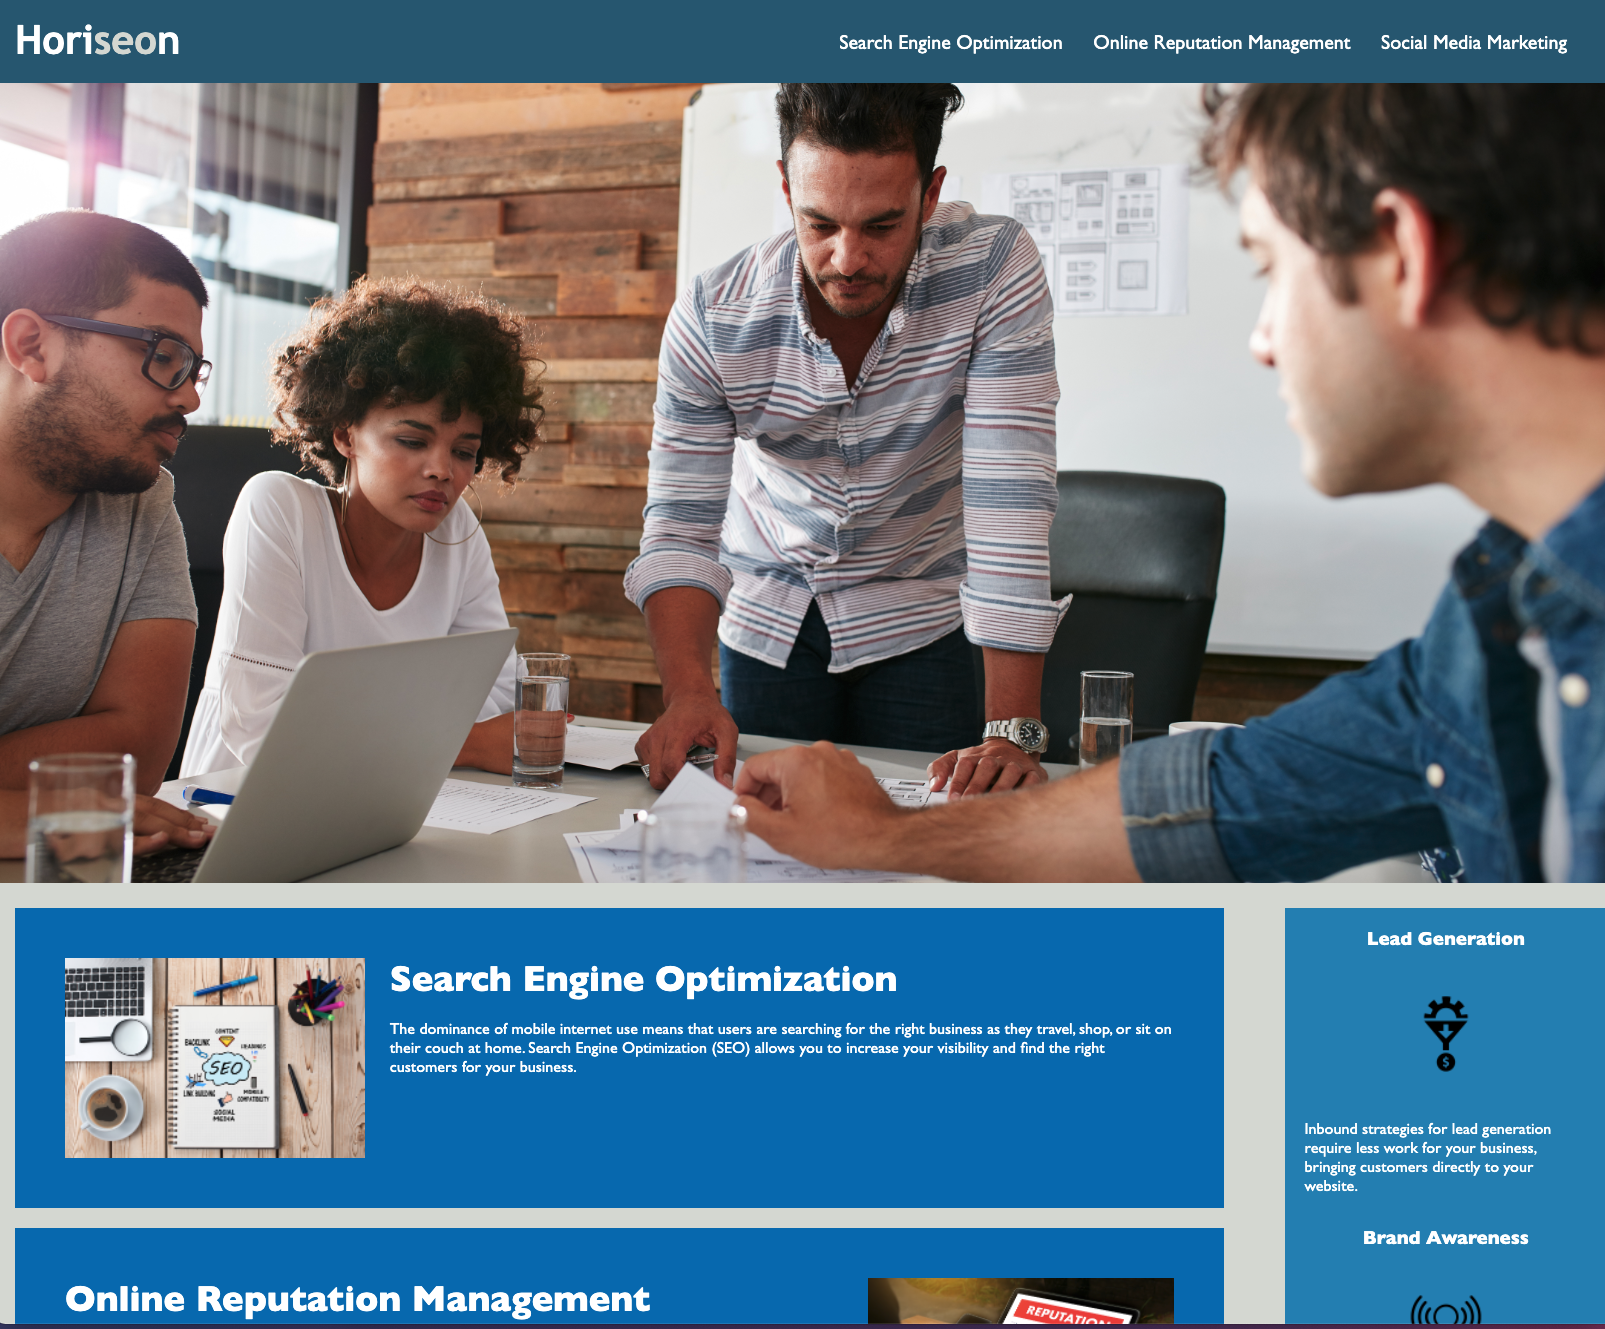 Horiseon
Search Engine Optimization
Online Reputation Management
Social Media Marketing
Search Engine Optimization
The dominance of mobile internet use means that users are searching for the right business as they travel, shop, or sit on
their couch at home. Search Engine Optimization (SEO) allows you to increase your visibility and find the right
customers for your business.
CONTENT
BACKLINK
SEO
LINK BUILDING
MOBILE
COMPATIBILITY
SOCIAL
MEDIA
Lead Generation
$
Inbound strategies for lead generation
require less work for your business,
bringing customers directly to your
website.
Brand Awareness
Online Reputation Management
REPUTATION